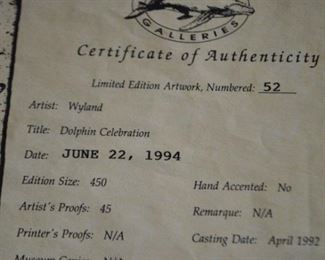 GALLERIES
Certificate of Authenticity
Limited Edition Artwork, Numbered: 52
Artist: Wyland
Title: Dolphin Celebration
Date: JUNE 22, 1994
Edition Size: 450
Hand Accented: No
Artist's Proofs: 45
Remarque: N/A
Printer's Proofs: N/A
Casting Date: April 1992